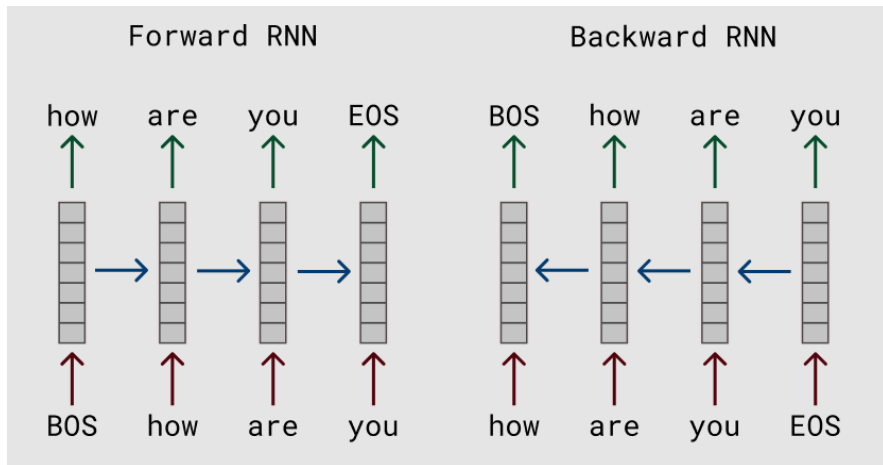 Forward RNN
how are you EOS
BOS how are you
Backward RNN
BOS how are you
how are you EOS